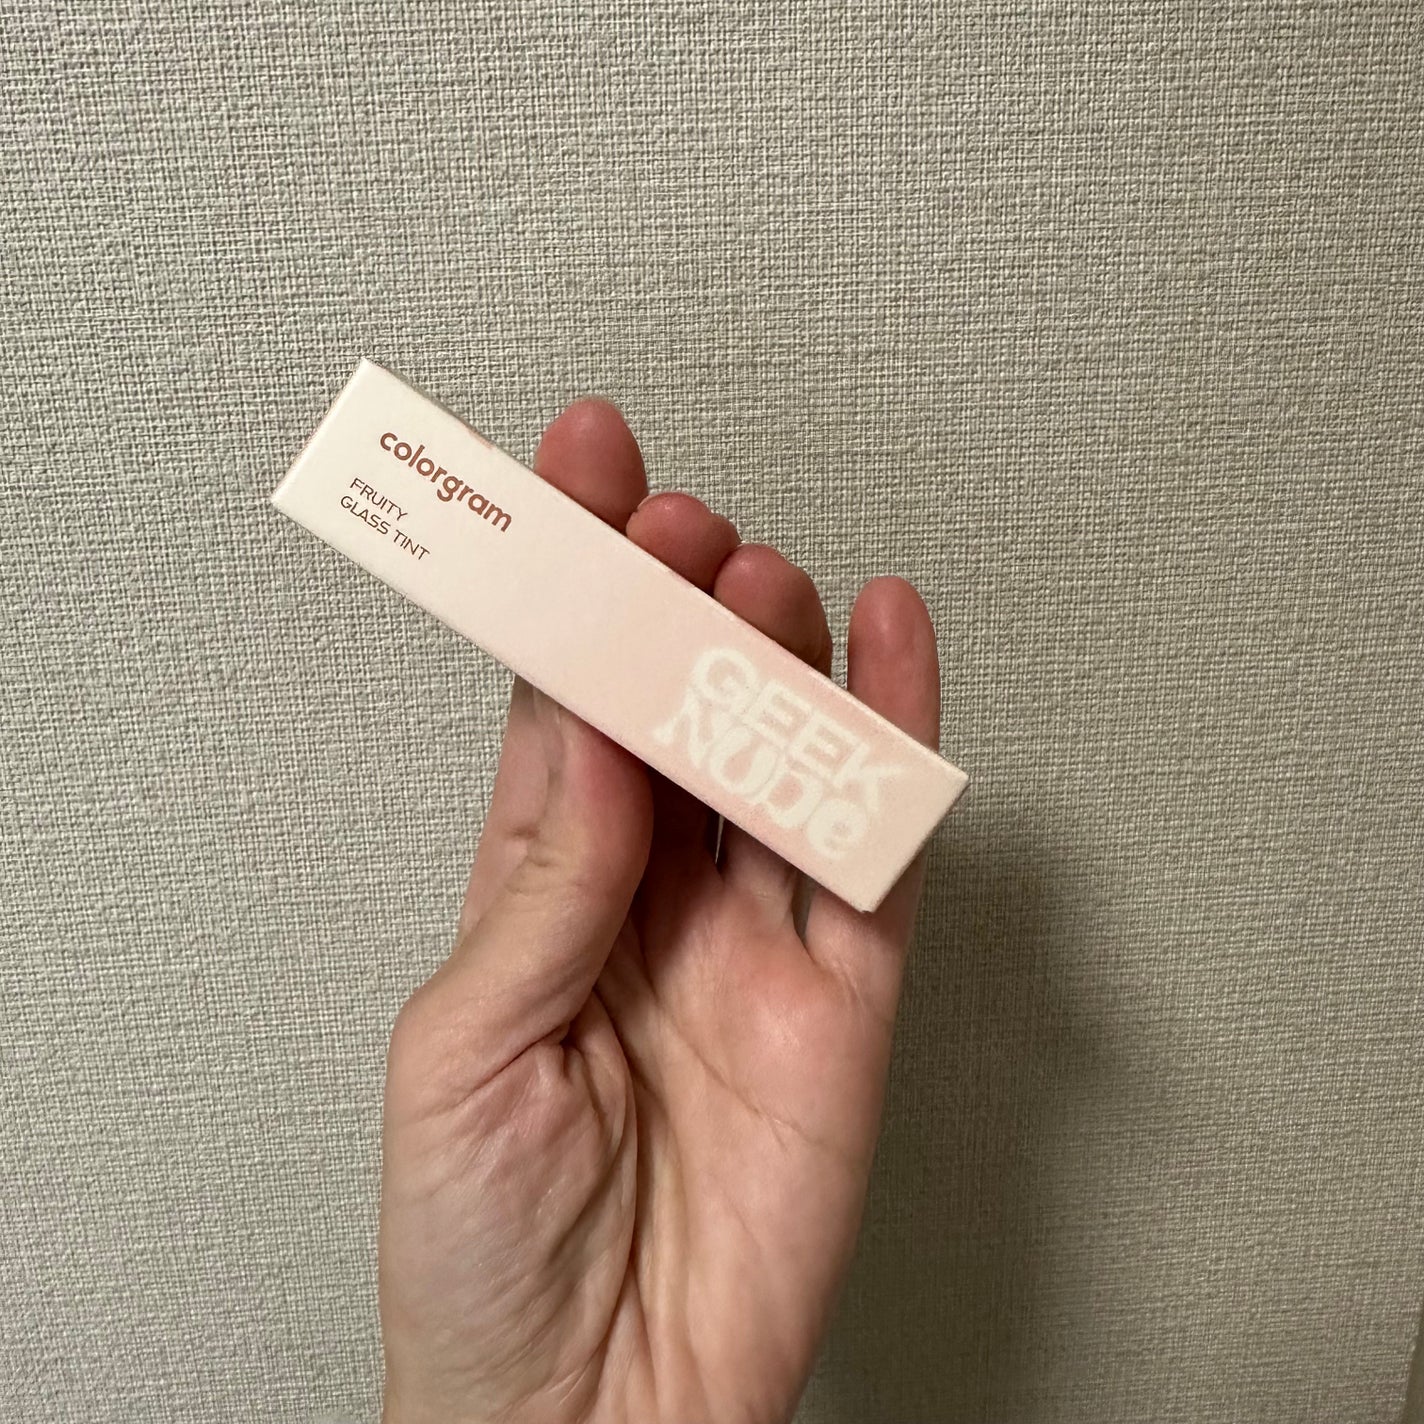 colorgram
FRUITY
GLASS TINT
GEEK
NUDe